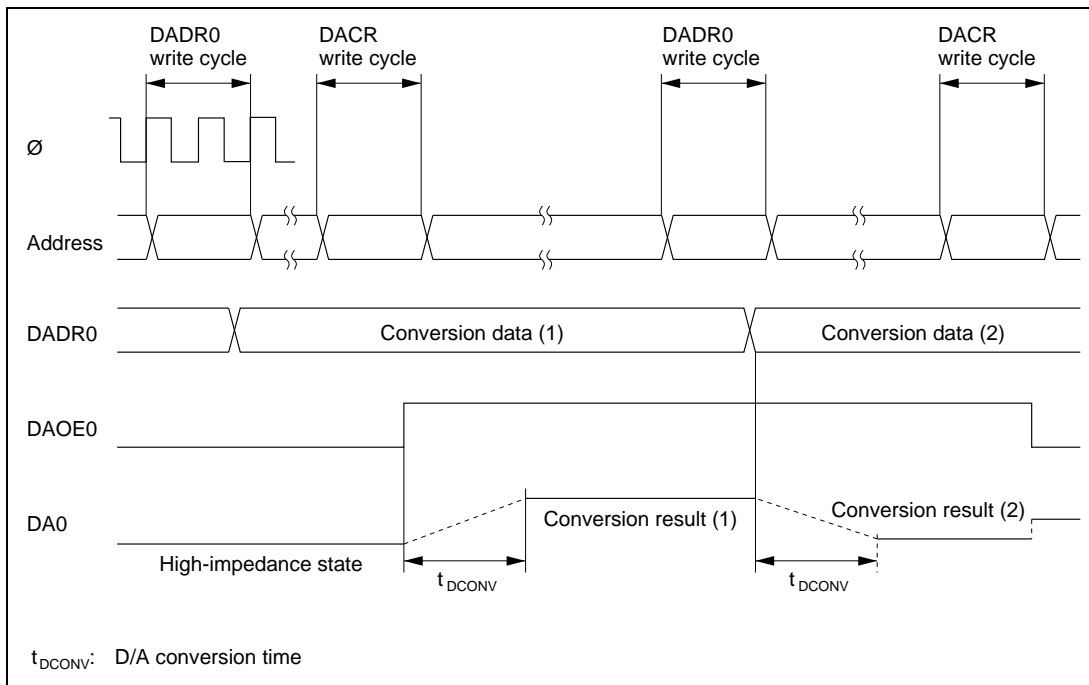 DADR0
write cycle
DACR
write cycle
DADR0
write cycle
DACR
write cycle
Ø
Address
DADR0
Conversion data (1)
Conversion data (2)
DAOE0
DA0
Conversion result (1)
Conversion result (2)
High-impedance state
t DCONV
t DCONV
tDCONV: D/A conversion time